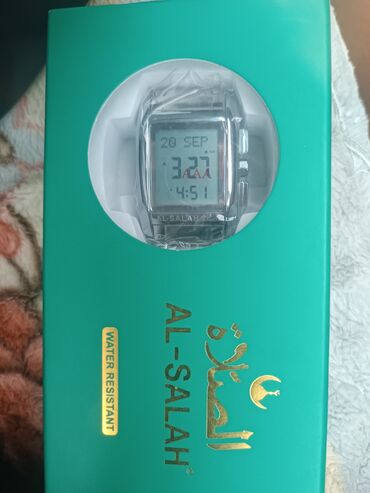 20 SEP
3:27
4:51
AL-SALAH
الصلاة
AL-SALAH
WATER RESISTANT